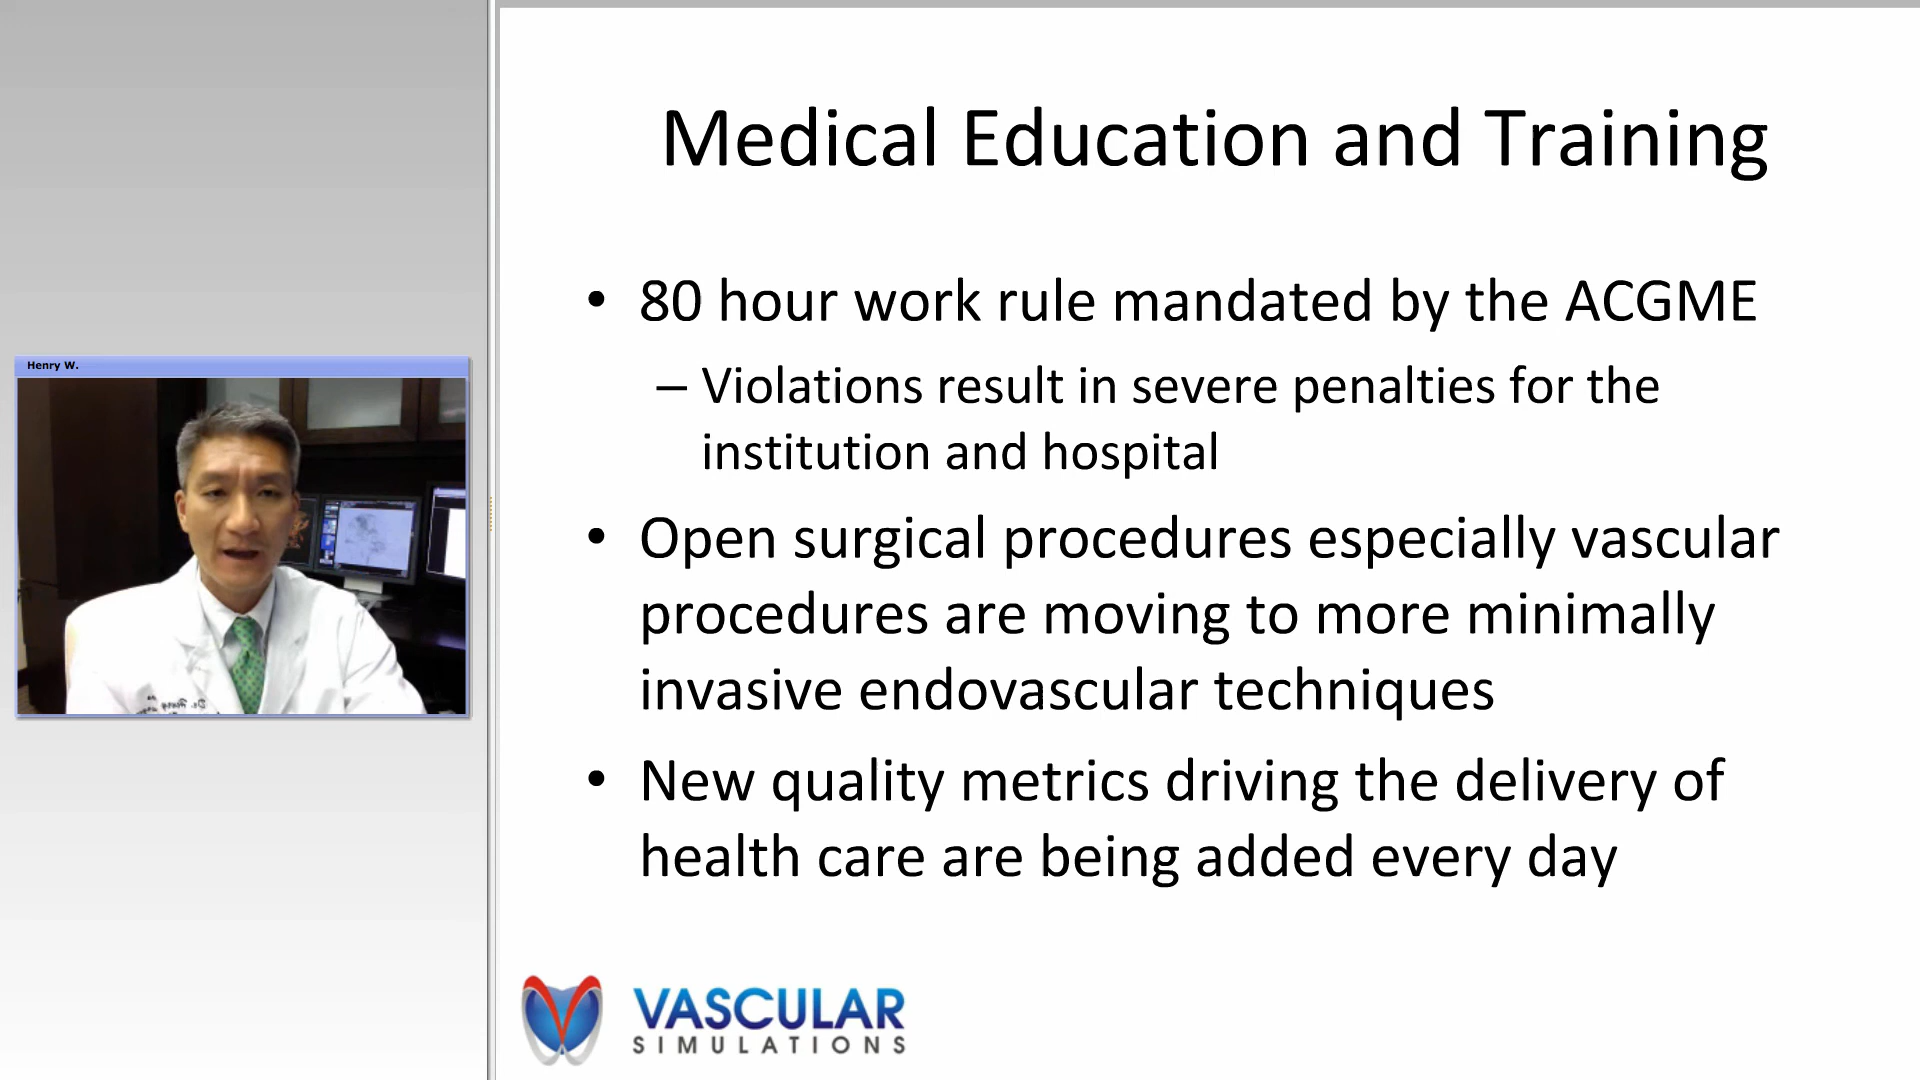 Medical Education and Training
• 80 hour work rule mandated by the ACGME
– Violations result in severe penalties for the
institution and hospital
• Open surgical procedures especially vascular
procedures are moving to more minimally
invasive endovascular techniques
• New quality metrics driving the delivery of
health care are being added every day
Henry W.
VASCULAR
SIMULATIONS